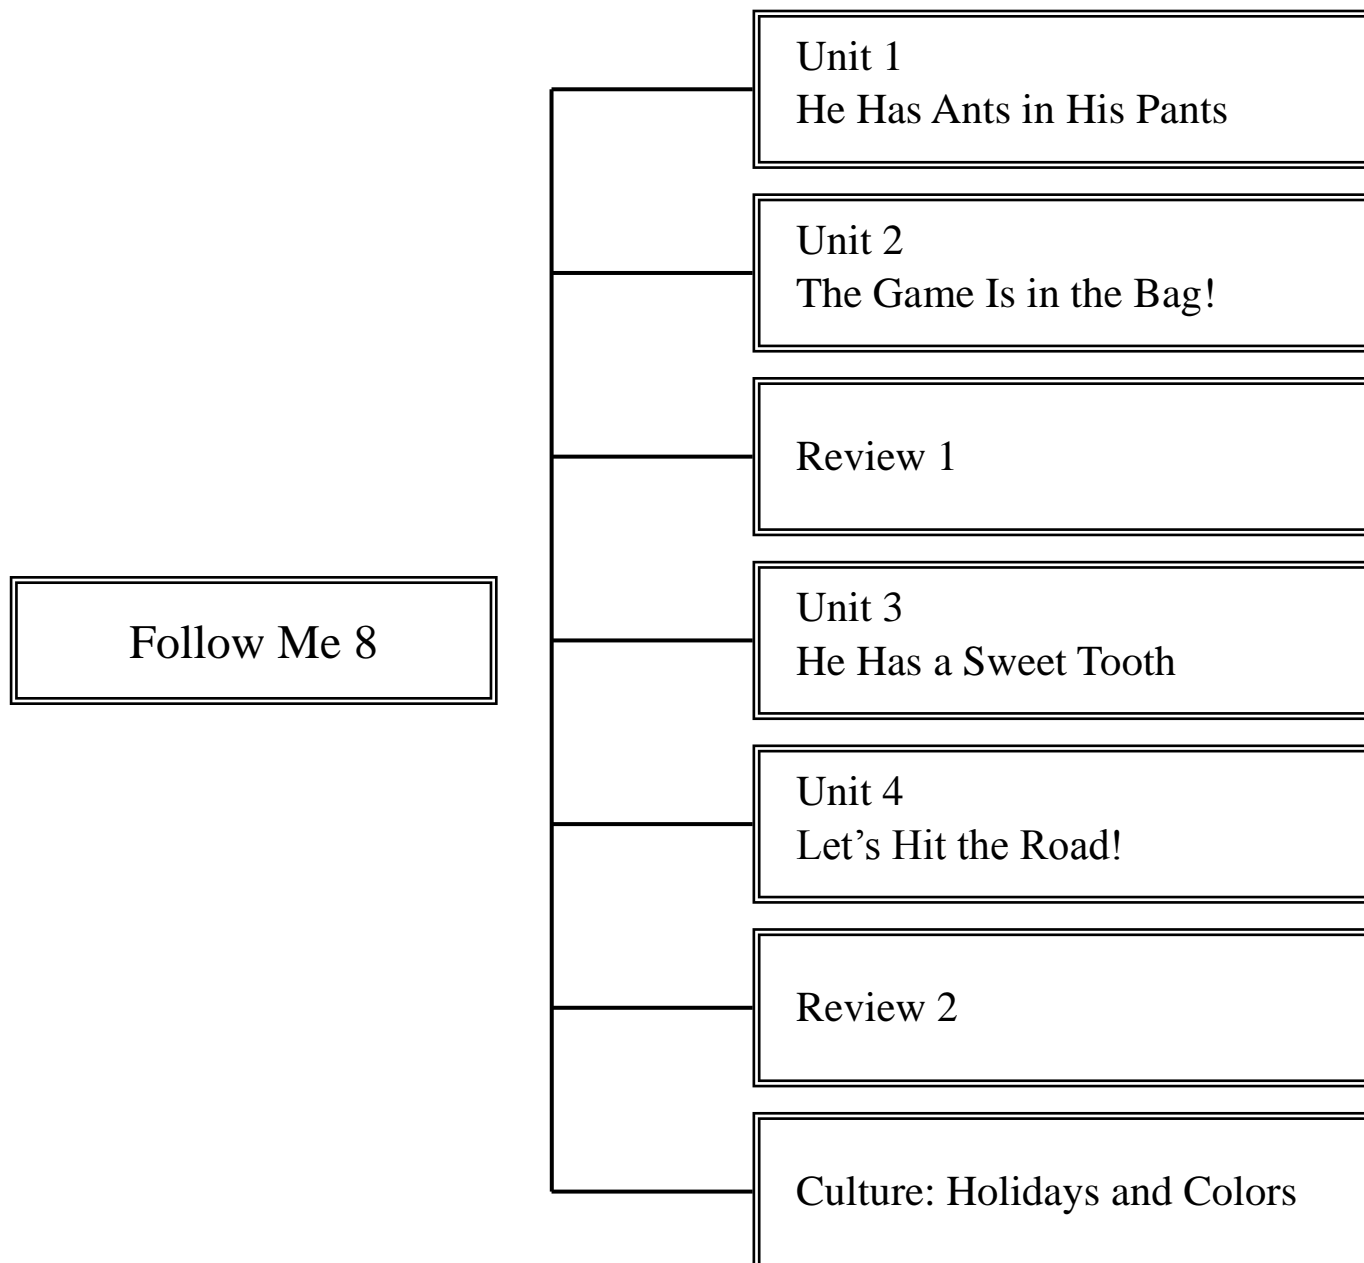 Follow Me 8
Unit 1
He Has Ants in His Pants
Unit 2
The Game Is in the Bag!
Review 1
Unit 3
He Has a Sweet Tooth
Unit 4
Let’s Hit the Road!
Review 2
Culture: Holidays and Colors